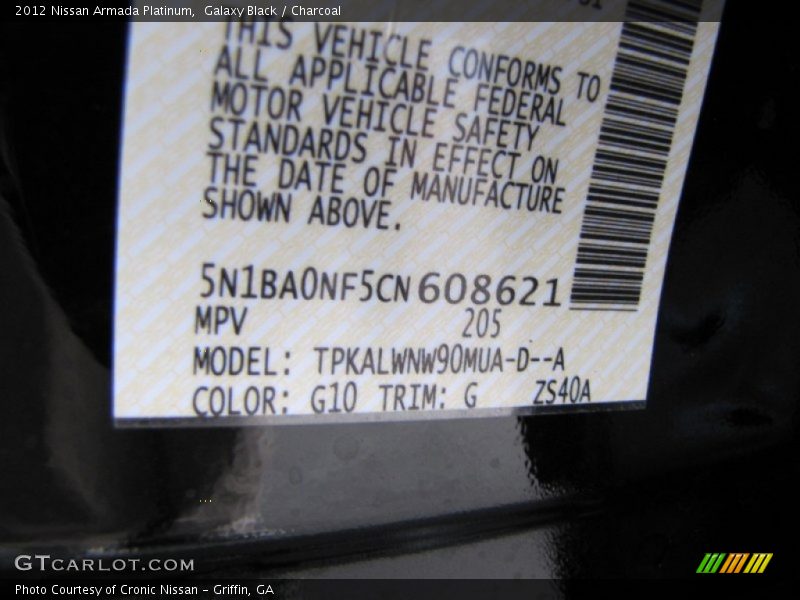 2012 Nissan Armada Platinum,  Galaxy Black / Charcoal
THIS VEHICLE CONFORMS TO
ALL APPLICABLE FEDERAL
MOTOR VEHICLE SAFETY
STANDARDS IN EFFECT ON
THE DATE OF MANUFACTURE
SHOWN ABOVE.
5N1BA0NF5CN608621
MPV 205
MODEL: TPKALWNW90MUA-D--A
COLOR: G10 TRIM: G ZS40A
GTCARLOT.COM
Photo Courtesy of Cronic Nissan – Griffin, GA